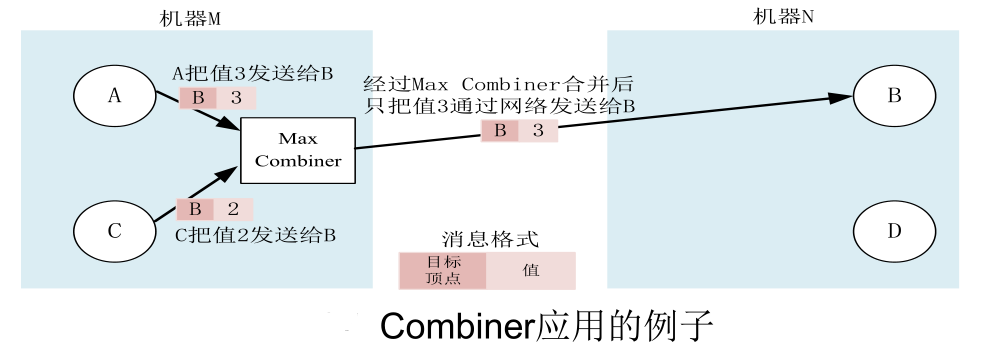 机器M
机器N
A把值3发送给B
A
B 3
经过Max Combiner合并后
只把值3通过网络发送给B
B
Max
Combiner
B 3
C
B 2
C把值2发送给B
D
消息格式
目标
顶点
值
Combiner应用的例子